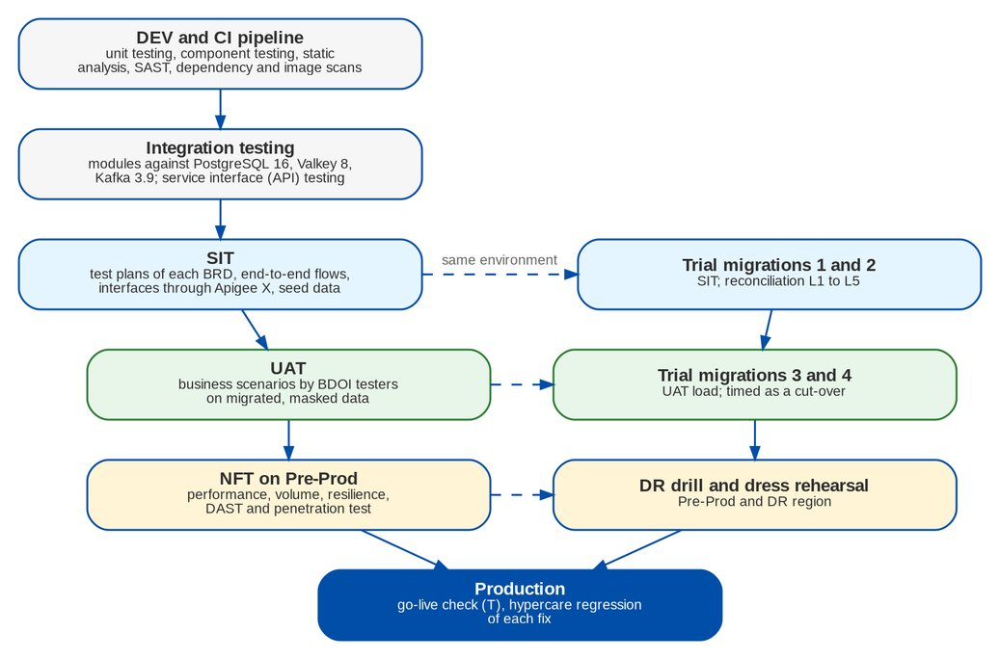 DEV and CI pipeline
unit testing, component testing, static
analysis, SAST, dependency and image scans
Integration testing
modules against PostgreSQL 16, Valkey 8,
Kafka 3.9; service interface (API) testing
SIT
test plans of each BRD, end-to-end flows,
interfaces through Apigee X, seed data
same environment
Trial migrations 1 and 2
SIT; reconciliation L1 to L5
UAT
business scenarios by BDOI testers
on migrated, masked data
Trial migrations 3 and 4
UAT load; timed as a cut-over
NFT on Pre-Prod
performance, volume, resilience,
DAST and penetration test
DR drill and dress rehearsal
Pre-Prod and DR region
Production
go-live check (T), hypercare regression
of each fix